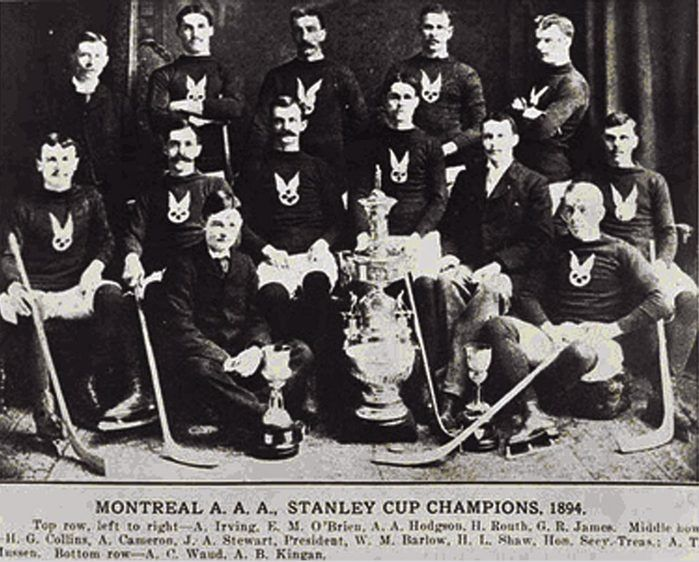 MONTREAL A. A. A., STANLEY CUP CHAMPIONS, 1894.
Top row, left to right—A. Irving, E. M. O'Brien, A. A. Hodgson, H. Routh, G. R. James. Middle row
H. G. Collins, A. Cameron, J. A. Stewart, President, W. M. Barlow, H. L. Shaw, Hon. Secy.-Treas.; A. T
Mussen. Bottom row—A. C. Waud, A. B. Kingan.